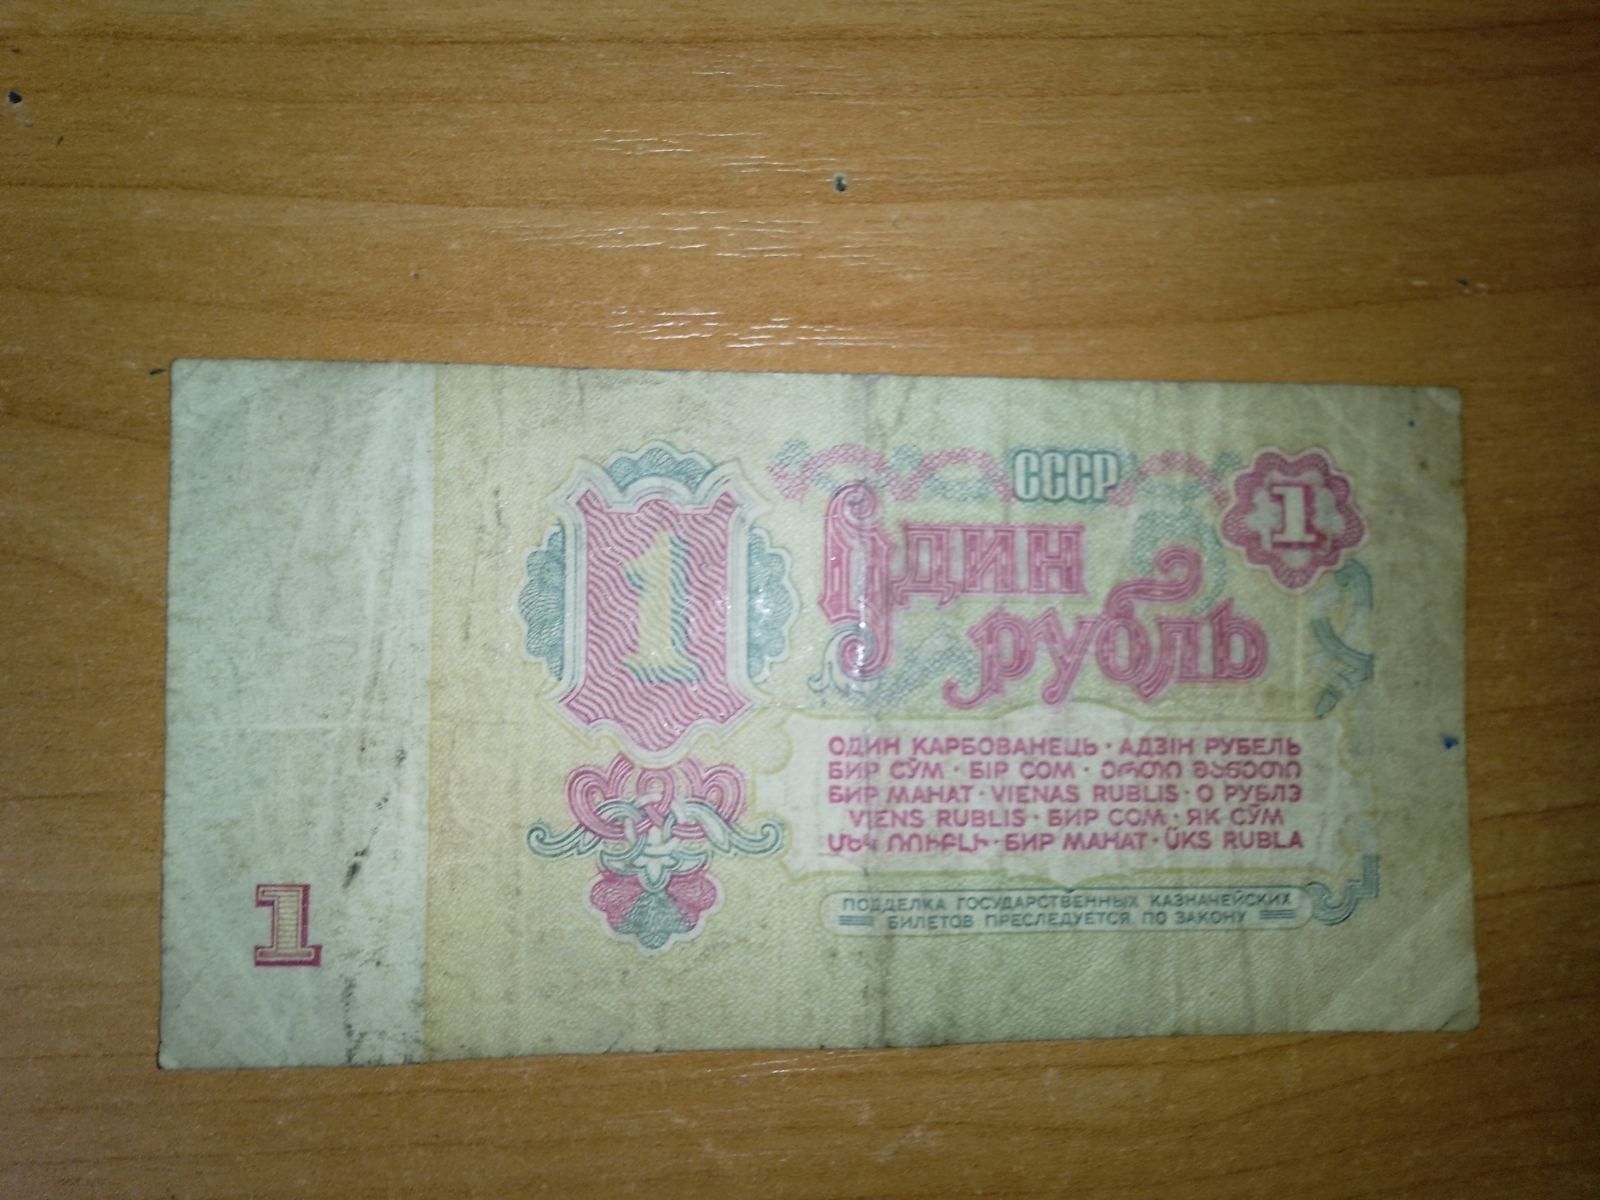 СССР
1
1
Один
рубль
ОДИН КАРБОВАНЕЦЬ · АДЗІН РУБЕЛЬ
БИР СЎМ · БІР СОМ · ერთი მანეთი
БИР МАНАТ · VIENAS RUBLIS · О РУБЛЭ
VIENS RUBLIS · БИР СОМ · ЯК СӮМ
ՄԵԿ ՌՈՒԲԼԻ · БИР МАНАТ · ÜKS RUBLA
ПОДДЕЛКА ГОСУДАРСТВЕННЫХ КАЗНАЧЕЙСКИХ
БИЛЕТОВ ПРЕСЛЕДУЕТСЯ ПО ЗАКОНУ
1